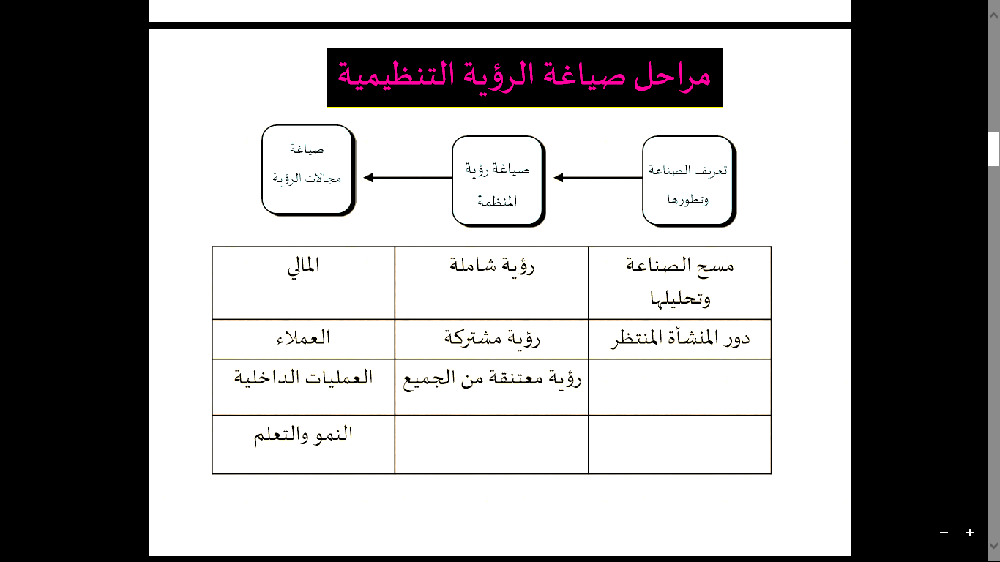 مراحل صياغة الرؤية التنظيمية
تعريف الصناعة
وتطورها
صياغة رؤية
المنظمة
صياغة
مجالات الرؤية
مسح الصناعة
وتحليلها
رؤية شاملة
المالي
دور المنشأة المنتظر
رؤية مشتركة
العملاء
رؤية معتنقة من الجميع
العمليات الداخلية
النمو والتعلم